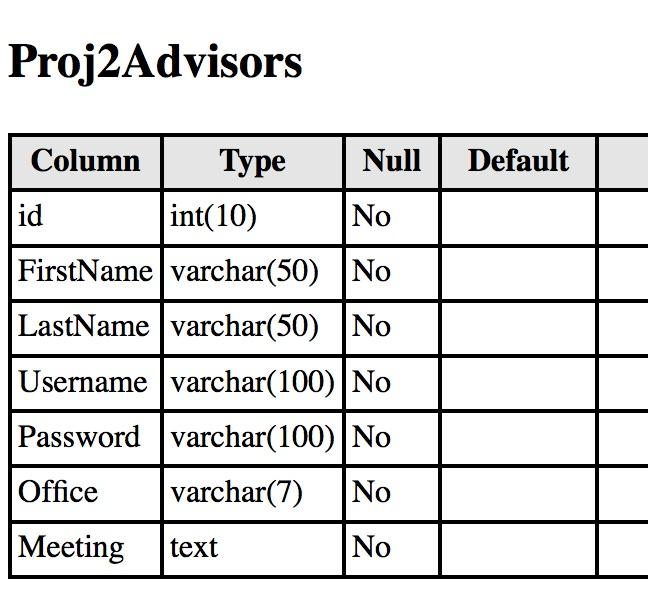 Proj2Advisors
Column Type Null Default
id int(10) No
FirstName varchar(50) No
LastName varchar(50) No
Username varchar(100) No
Password varchar(100) No
Office varchar(7) No
Meeting text No